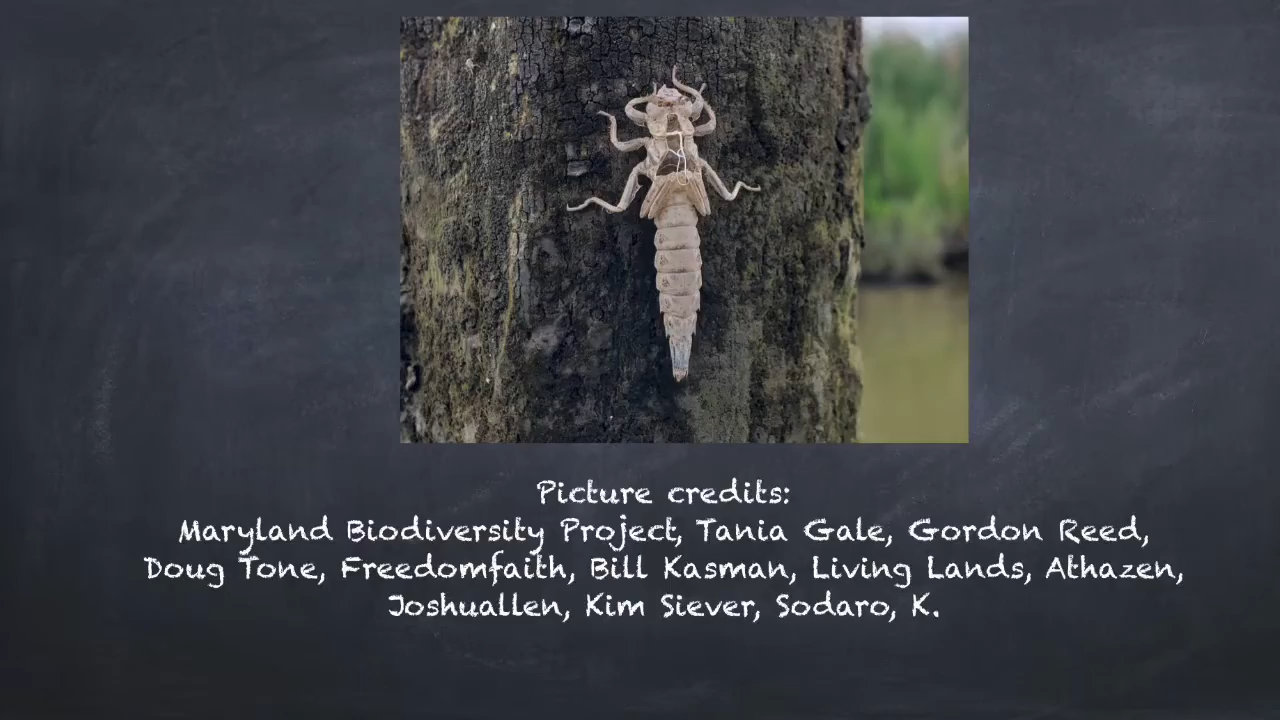 Picture credits:
Maryland Biodiversity Project, Tania Gale, Gordon Reed,
Doug Tone, Freedomfaith, Bill Kasman, Living Lands, Athazen,
Joshuallen, Kim Siever, Sodaro, K.